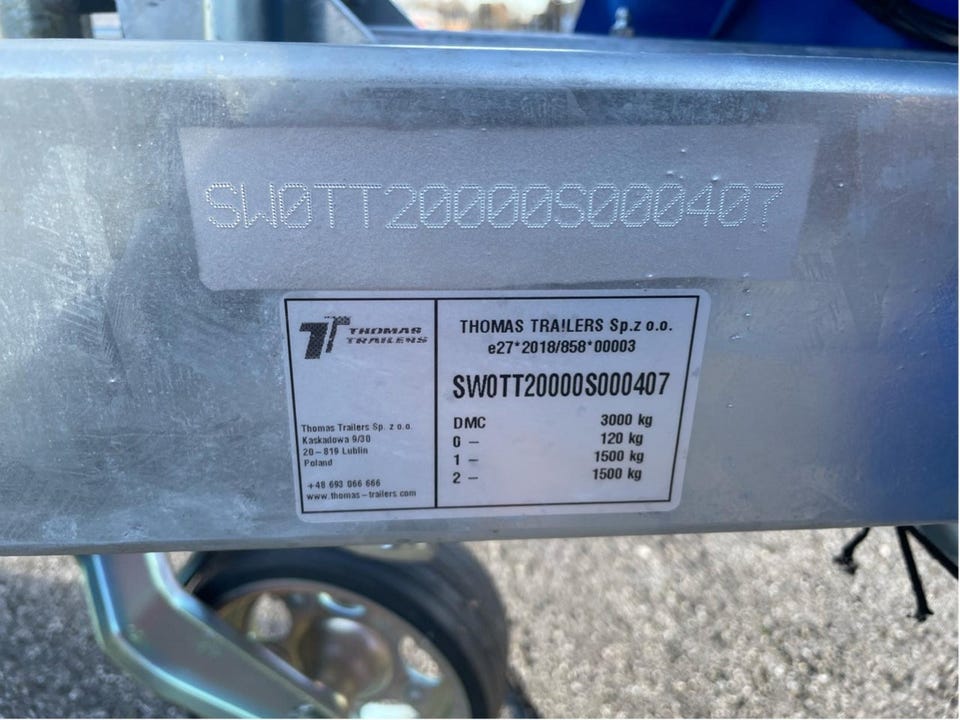 SW0TT20000S000407
THOMAS
TRAILERS
Thomas Trailers Sp. z o.o.
Kaskadowa 9/30
20-819 Lublin
Poland
+48 693 066 666
www.thomas-trailers.com
THOMAS TRAILERS Sp.z o.o.
e27*2018/858*00003
SW0TT20000S000407
DMC 3000 kg
0 - 120 kg
1 - 1500 kg
2 - 1500 kg